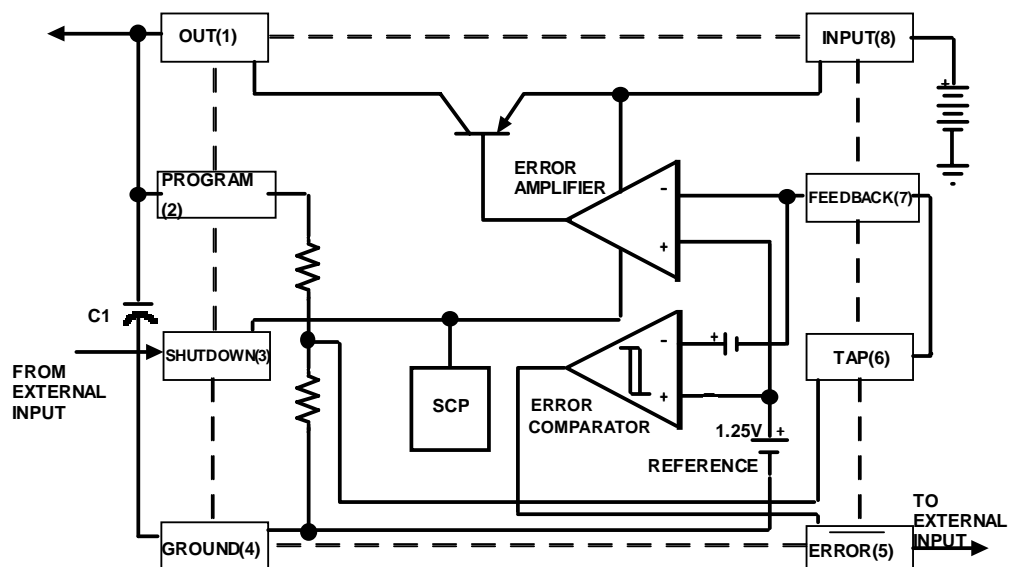 OUT(1)
INPUT(8)
+
PROGRAM
(2)
ERROR
AMPLIFIER
-
+
FEEDBACK(7)
C1
SHUTDOWN(3)
FROM
EXTERNAL
INPUT
SCP
ERROR
COMPARATOR
-
+
+
TAP(6)
1.25V +
REFERENCE
GROUND(4)
ERROR(5)
TO
EXTERNAL
INPUT